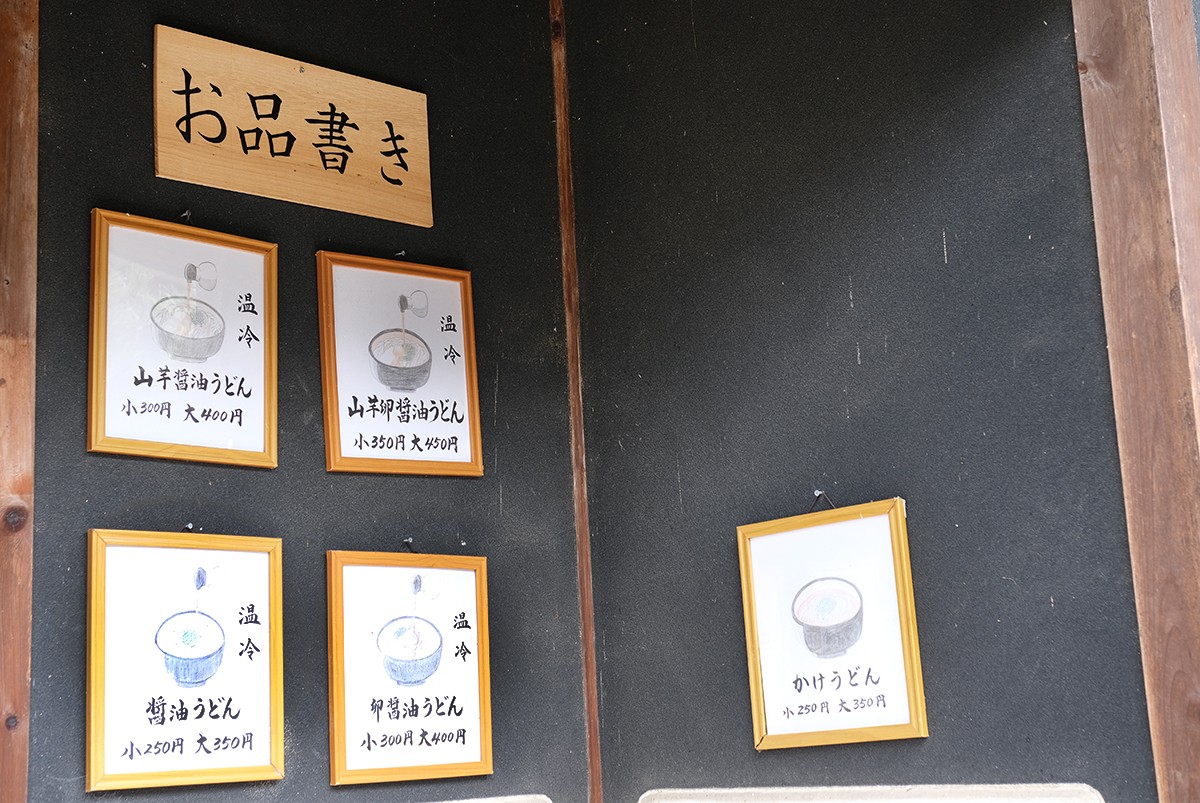 お品書き
温
冷
山芋醤油うどん
小300円 大400円
温
冷
山芋卵醤油うどん
小350円 大450円
温
冷
醤油うどん
小250円 大350円
温
冷
卵醤油うどん
小300円 大400円
かけうどん
小250円 大350円